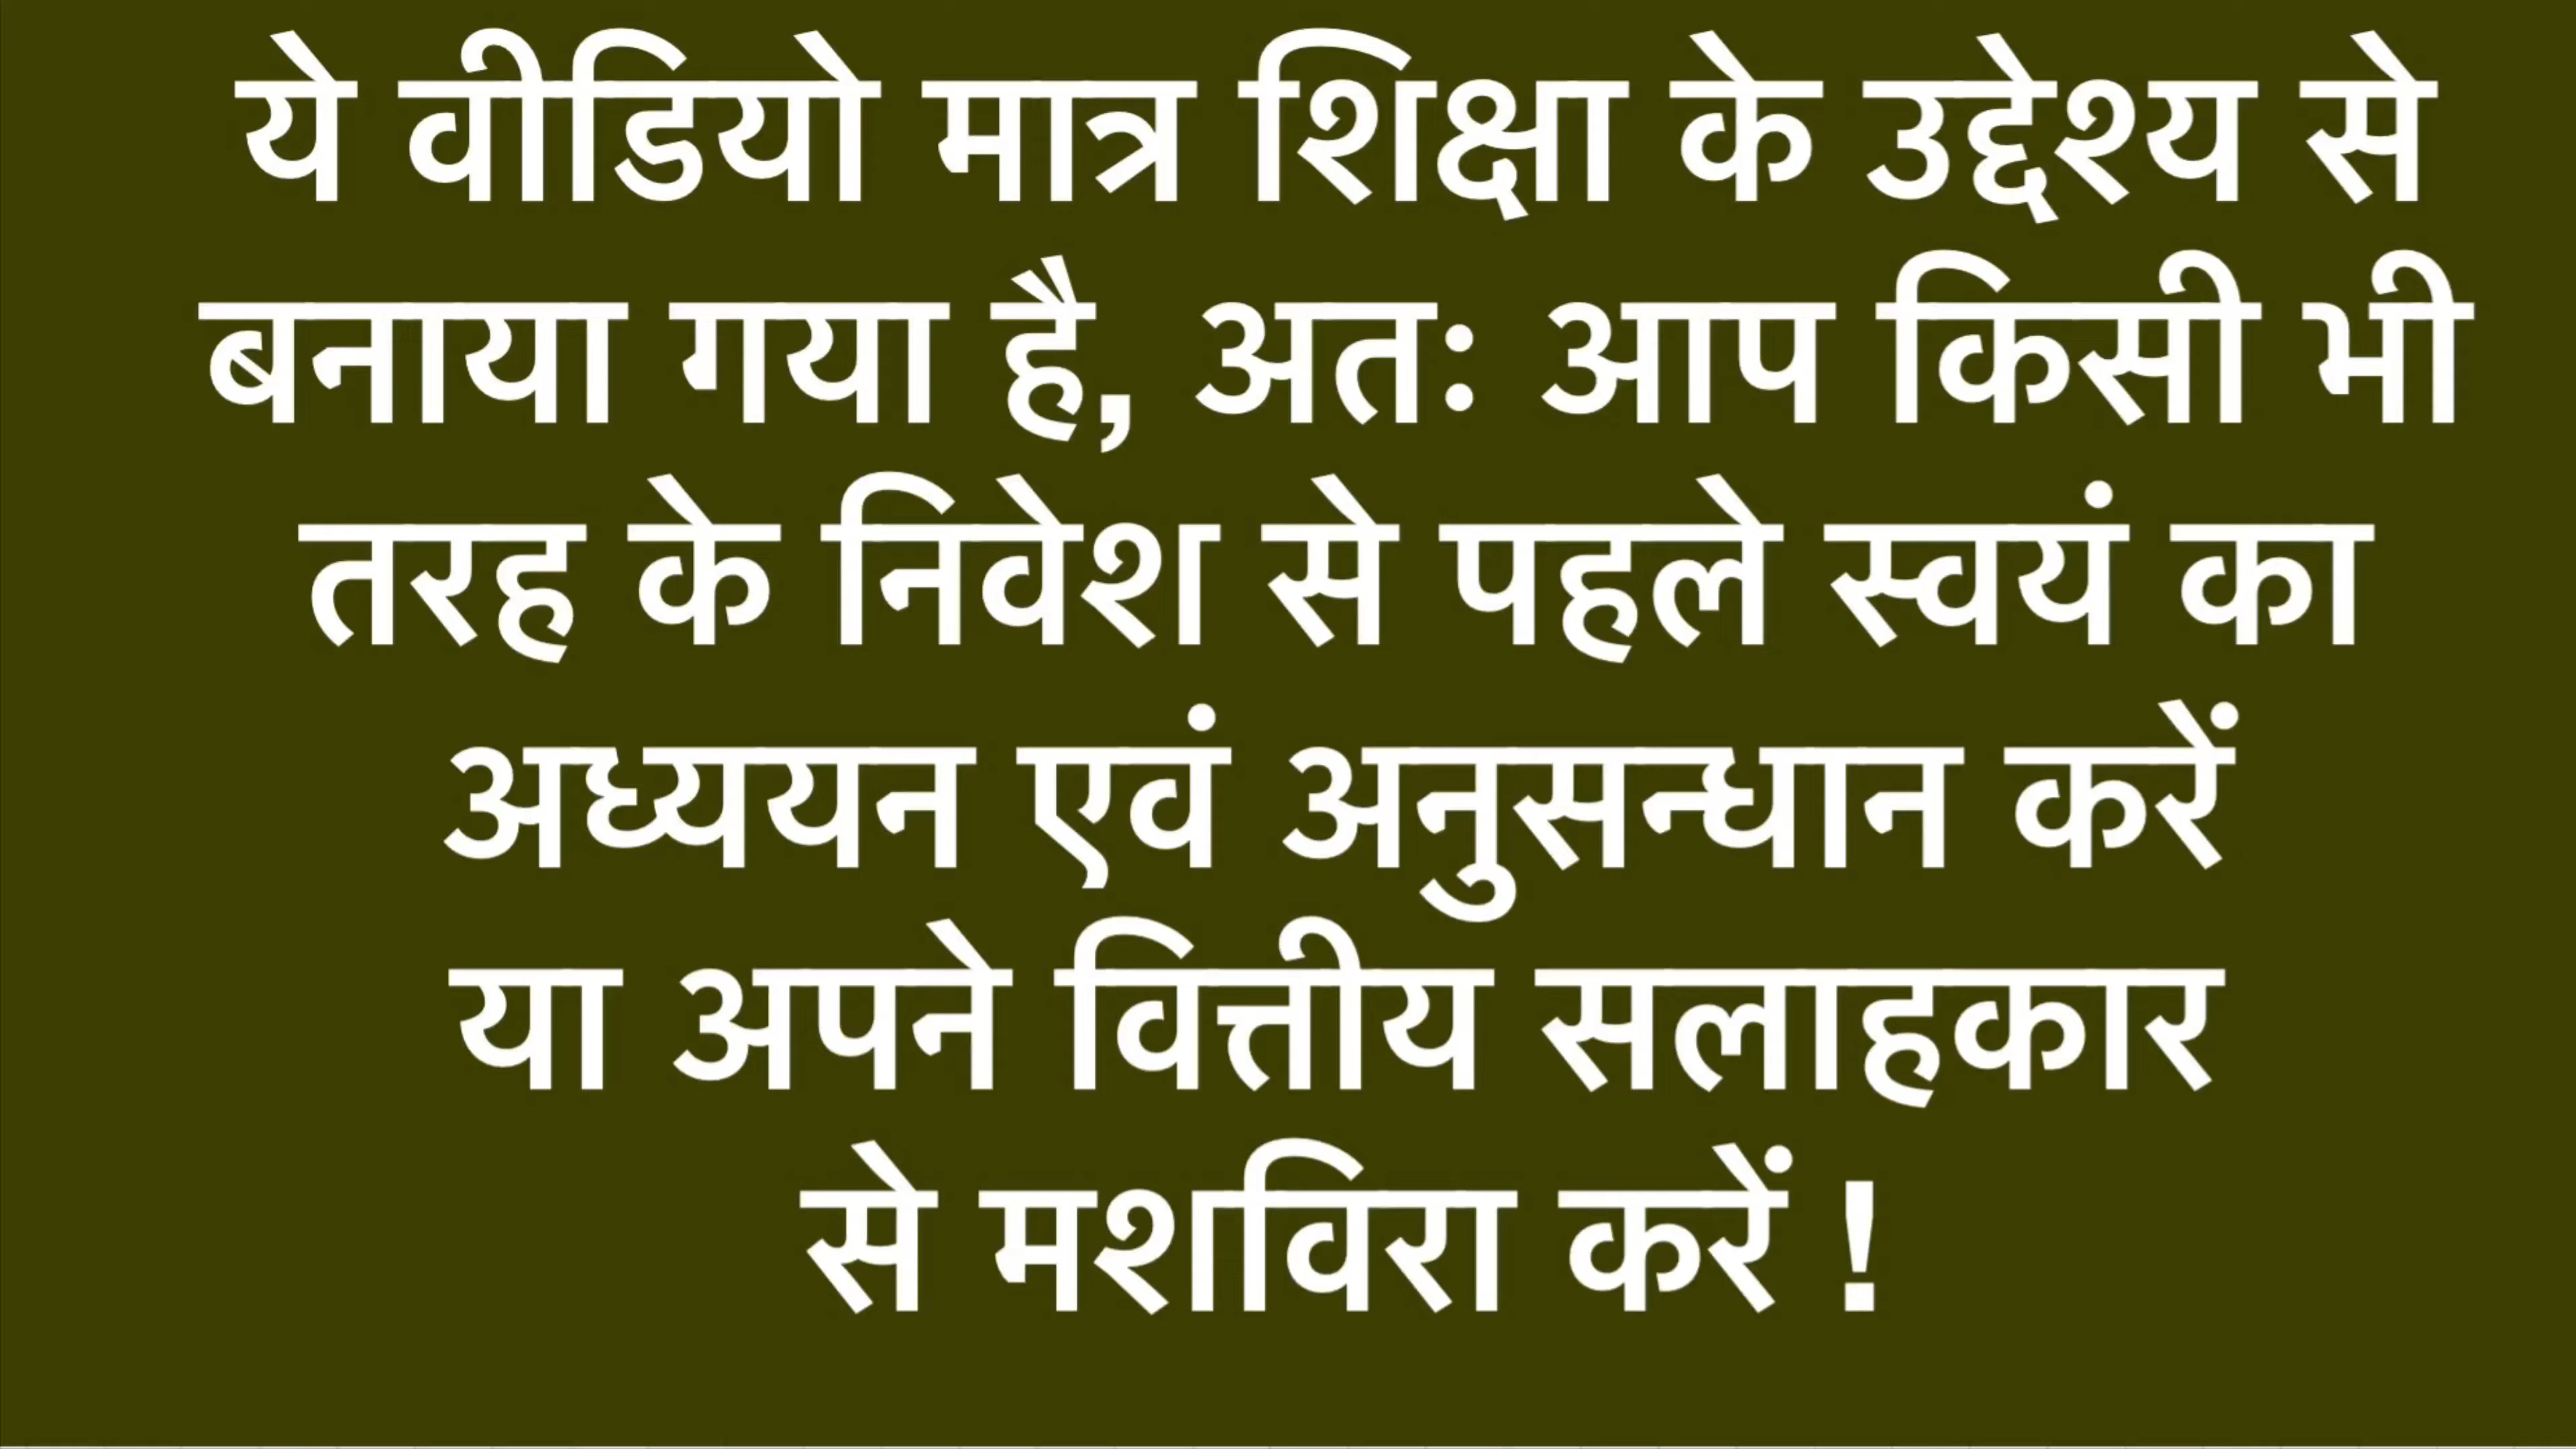 ये वीडियो मात्र शिक्षा के उद्देश्य से
बनाया गया है, अतः आप किसी भी
तरह के निवेश से पहले स्वयं का
अध्ययन एवं अनुसन्धान करें
या अपने वित्तीय सलाहकार
से मशविरा करें !